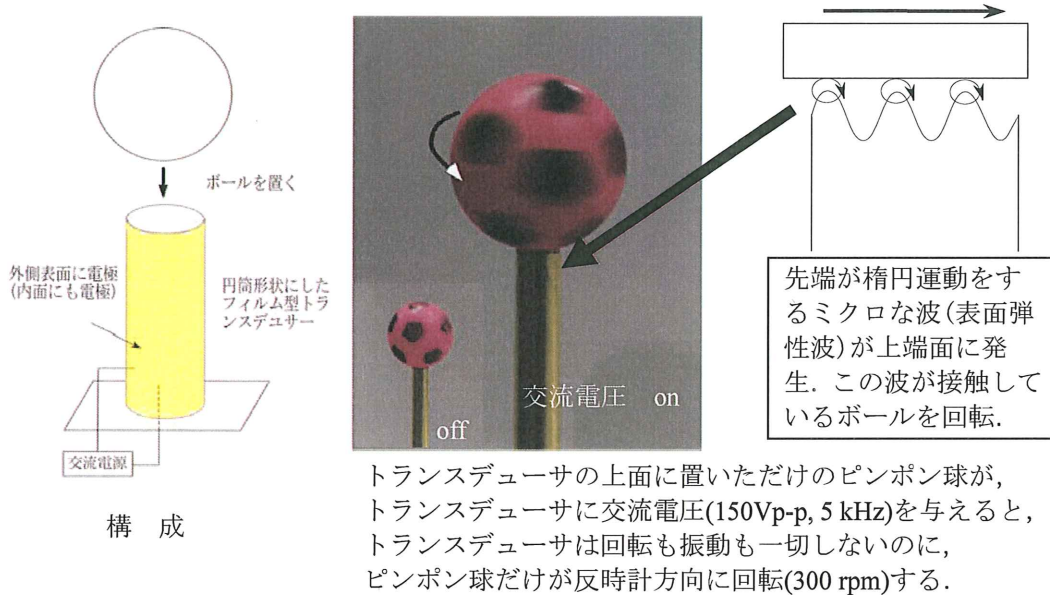 ボールを置く
外側表面に電極
(内面にも電極)
円筒形状にした
フィルム型トラ
ンスデユサー
交流電源
構 成
off
交流電圧 on
先端が楕円運動をす
るミクロな波(表面弾
性波)が上端面に発
生. この波が接触して
いるボールを回転.
トランスデューサの上面に置いただけのピンポン球が,
トランスデューサに交流電圧(150Vp-p, 5 kHz)を与えると,
トランスデューサは回転も振動も一切しないのに,
ピンポン球だけが反時計方向に回転(300 rpm)する.